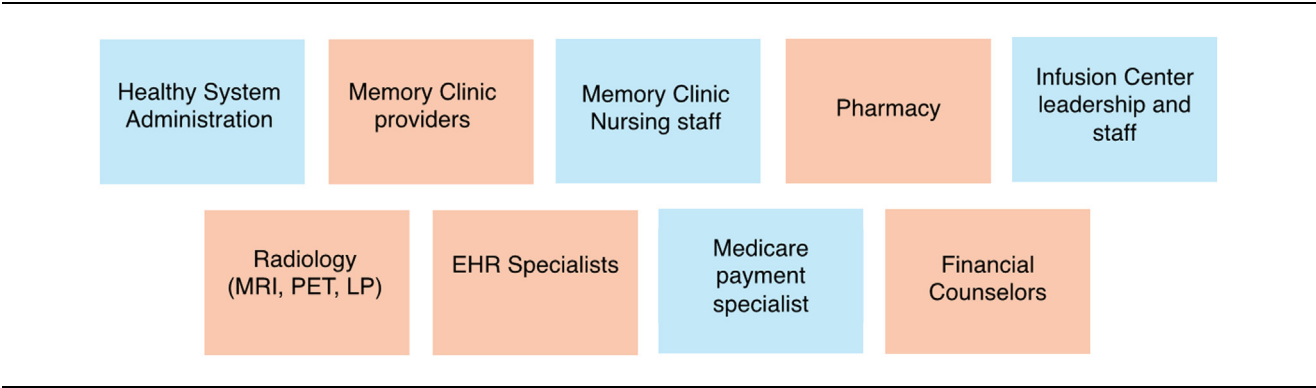 Healthy System
Administration
Memory Clinic
providers
Memory Clinic
Nursing staff
Pharmacy
Infusion Center
leadership and
staff
Radiology
(MRI, PET, LP)
EHR Specialists
Medicare
payment
specialist
Financial
Counselors